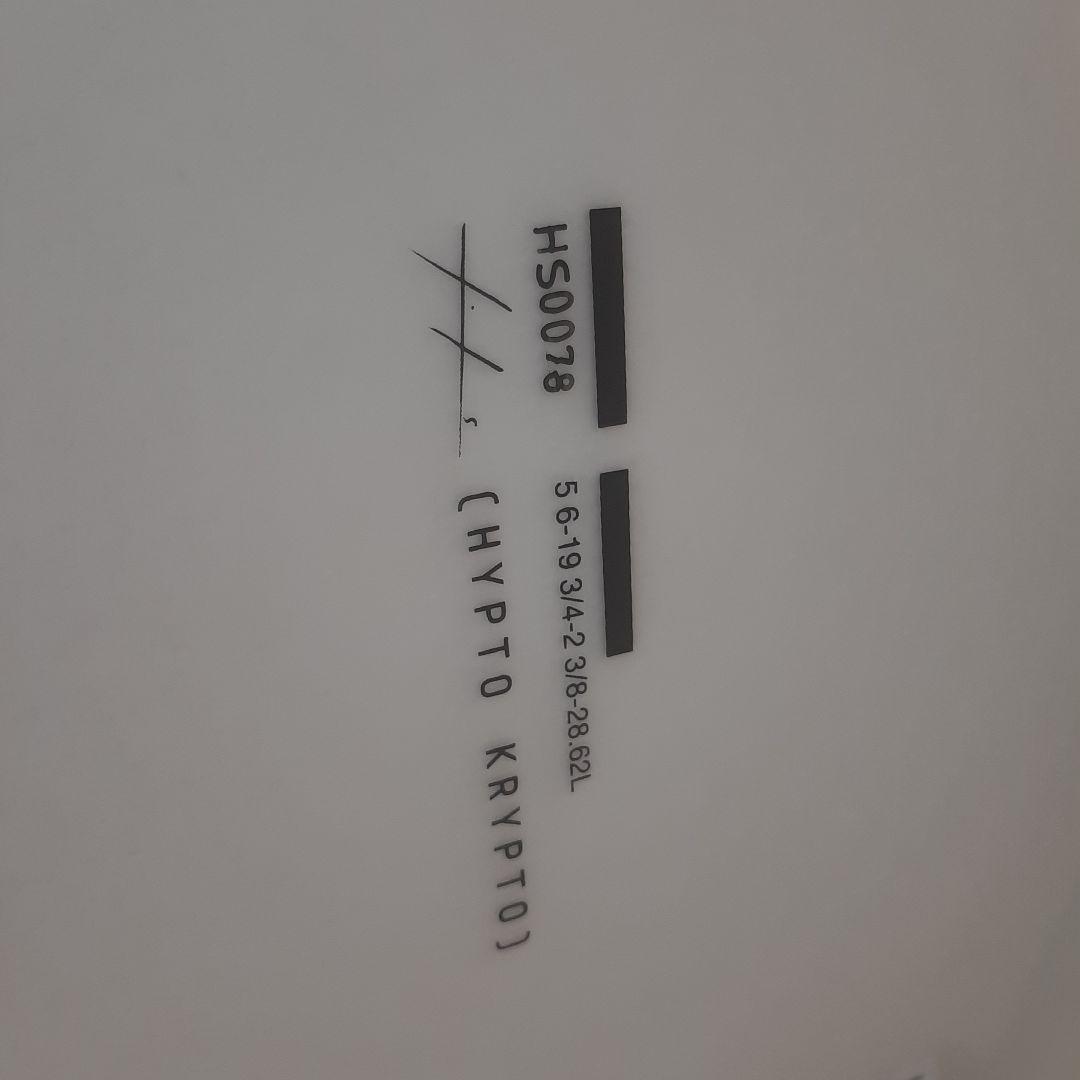 HS0078 5 6-19 3/4-2 3/8-28.62L
(HYPTO KRYPTO)